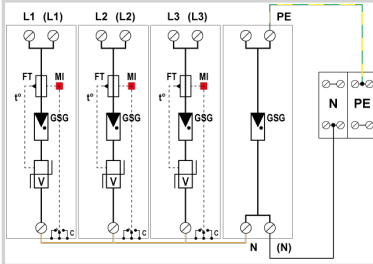 L1 (L1) L2 (L2) L3 (L3) PE
FT MI FT MI FT MI
t° t° t°
GSG GSG GSG GSG
N PE
V V V
C C C
N (N)